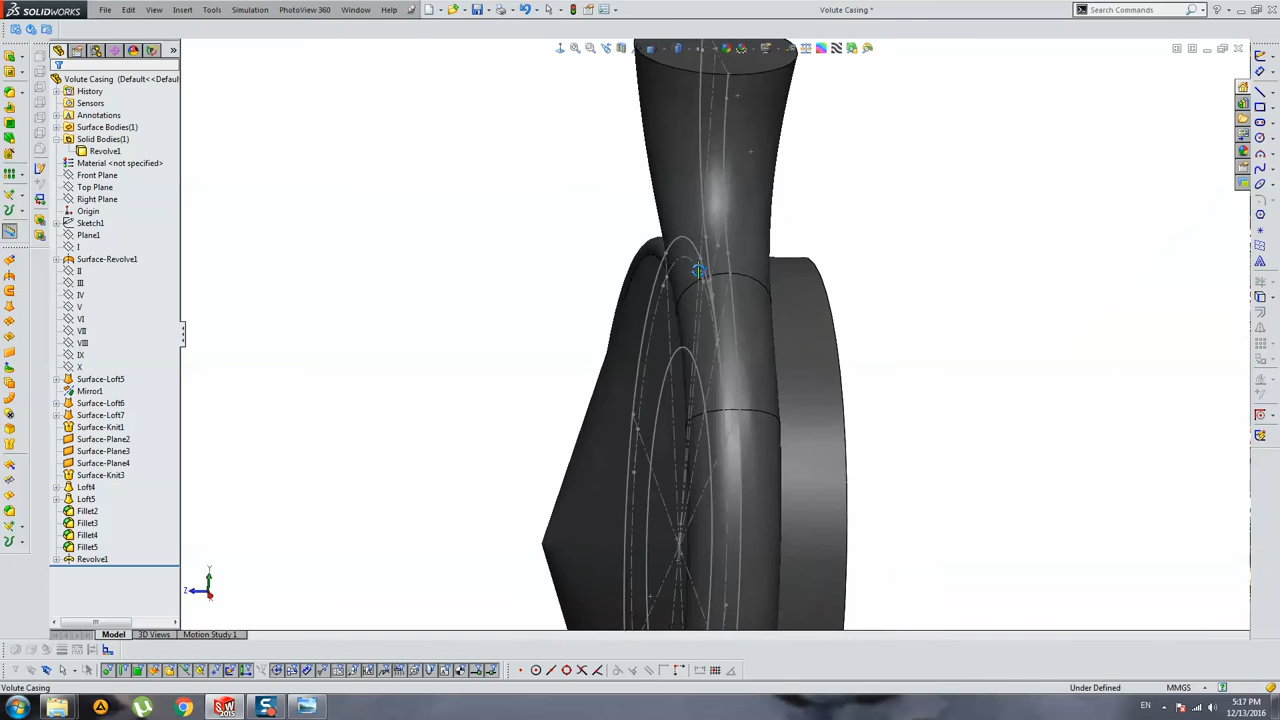 SOLIDWORKS File Edit View Insert Tools Simulation PhotoView 360 Window Help Volute Casing * Search Commands
Volute Casing (Default<<Defaul
History
Sensors
Annotations
Surface Bodies(1)
Solid Bodies(1)
Revolve1
Material <not specified>
Front Plane
Top Plane
Right Plane
Origin
Sketch1
Plane1
I
Surface-Revolve1
II
III
IV
V
VI
VII
VIII
IX
X
Surface-Loft5
Mirror1
Surface-Loft6
Surface-Loft7
Surface-Knit1
Surface-Plane2
Surface-Plane3
Surface-Plane4
Surface-Knit3
Loft4
Loft5
Fillet2
Fillet3
Fillet4
Fillet5
Revolve1
Y
Z
X
Model 3D Views Motion Study 1
Volute Casing Under Defined MMGS
SW 2015 S EN 5:17 PM
12/13/2016